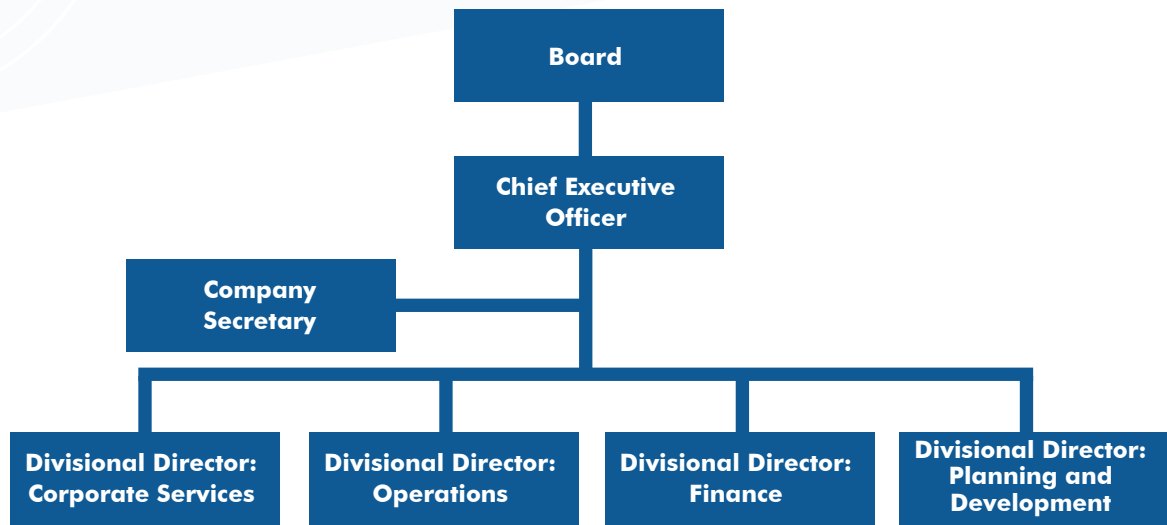 Board
Chief Executive
Officer
Company
Secretary
Divisional Director:
Corporate Services
Divisional Director:
Operations
Divisional Director:
Finance
Divisional Director:
Planning and
Development